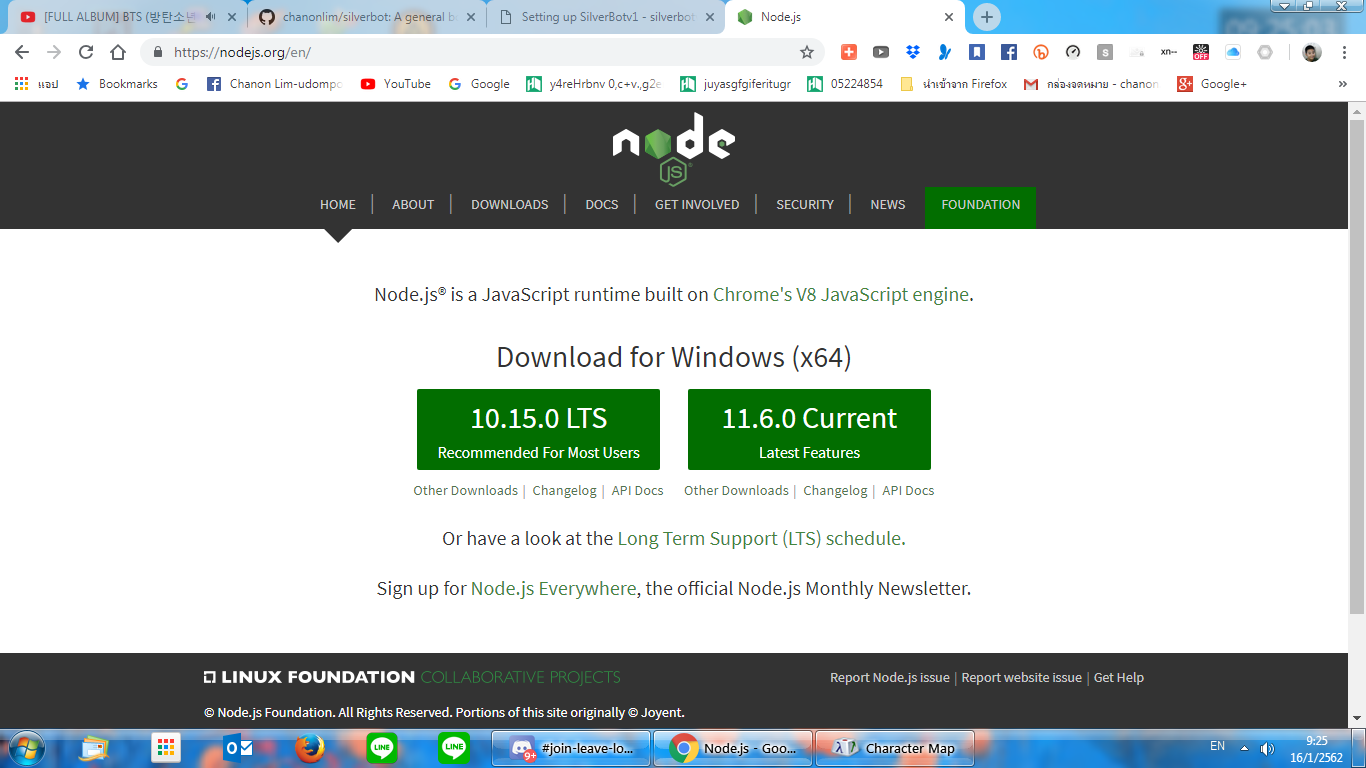 [FULL ALBUM] BTS (방탄소년
chanonlim/silverbot: A general b
Setting up SilverBotv1 - silverbot
Node.js
https://nodejs.org/en/
แอป
Bookmarks
Chanon Lim-udompo
YouTube
Google
y4reHrbnv 0,c+v.,g2e
juyasgfgiferitugr
05224854
นำเข้าจาก Firefox
กล่องจดหมาย - chanon
Google+
node
JS
HOME
ABOUT
DOWNLOADS
DOCS
GET INVOLVED
SECURITY
NEWS
FOUNDATION
Node.js® is a JavaScript runtime built on Chrome's V8 JavaScript engine.
Download for Windows (x64)
10.15.0 LTS
Recommended For Most Users
11.6.0 Current
Latest Features
Other Downloads | Changelog | API Docs
Other Downloads | Changelog | API Docs
Or have a look at the Long Term Support (LTS) schedule.
Sign up for Node.js Everywhere, the official Node.js Monthly Newsletter.
LINUX FOUNDATION COLLABORATIVE PROJECTS
Report Node.js issue | Report website issue | Get Help
© Node.js Foundation. All Rights Reserved. Portions of this site originally © Joyent.
LINE
LINE
9+
#join-leave-lo...
Node.js - Goo...
Character Map
EN
9:25
16/1/2562